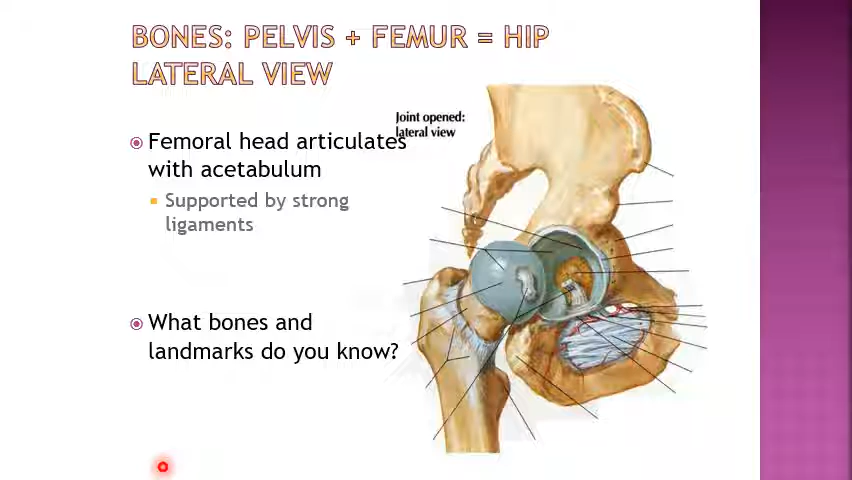 BONES: PELVIS + FEMUR = HIP
LATERAL VIEW
Joint opened:
lateral view
Femoral head articulates
with acetabulum
Supported by strong
ligaments
What bones and
landmarks do you know?